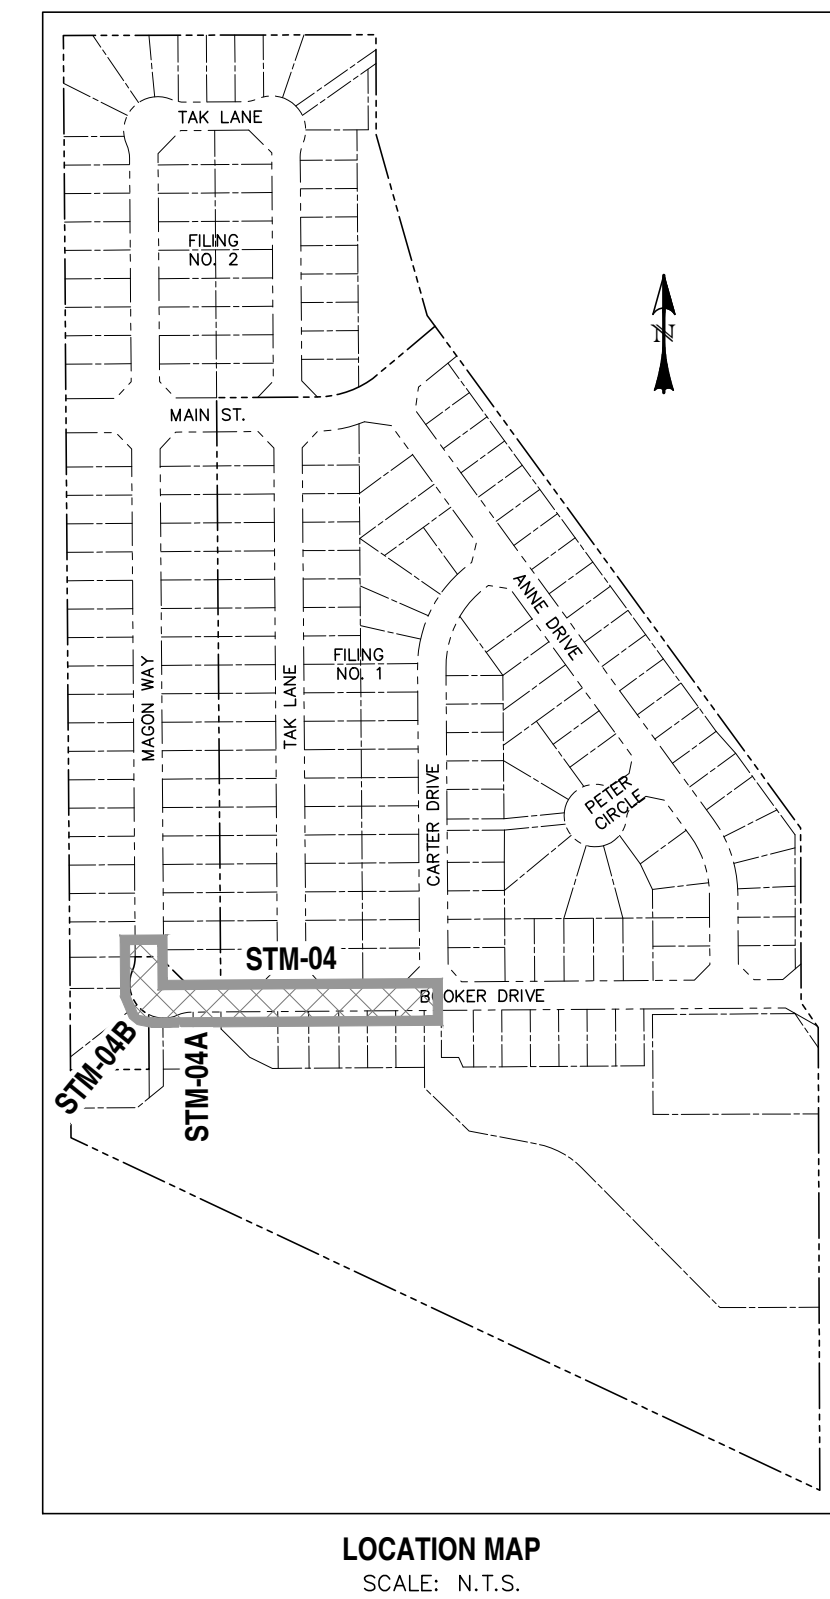 TAK LANE
FILING
NO. 2
N
MAIN ST.
ANNE DRIVE
FILING
NO. 1
MAGON WAY
TAK LANE
CARTER DRIVE
PETER
CIRCLE
STM-04
BOOKER DRIVE
STM-04B
STM-04A
LOCATION MAP
SCALE: N.T.S.